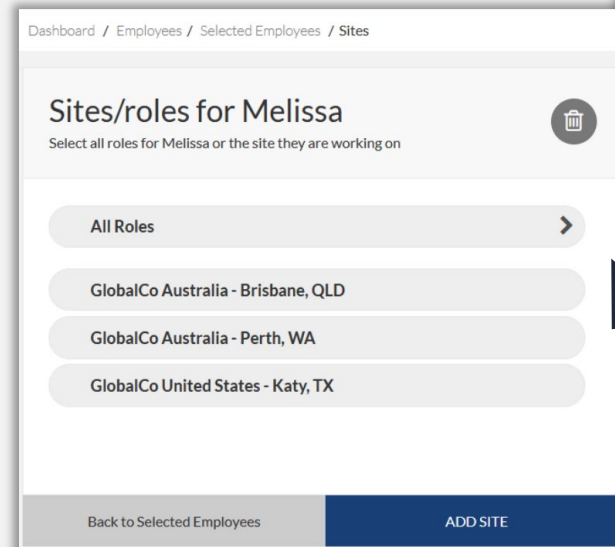 Dashboard / Employees / Selected Employees / Sites
Sites/roles for Melissa
Select all roles for Melissa or the site they are working on
All Roles
GlobalCo Australia - Brisbane, QLD
GlobalCo Australia - Perth, WA
GlobalCo United States - Katy, TX
Back to Selected Employees
ADD SITE